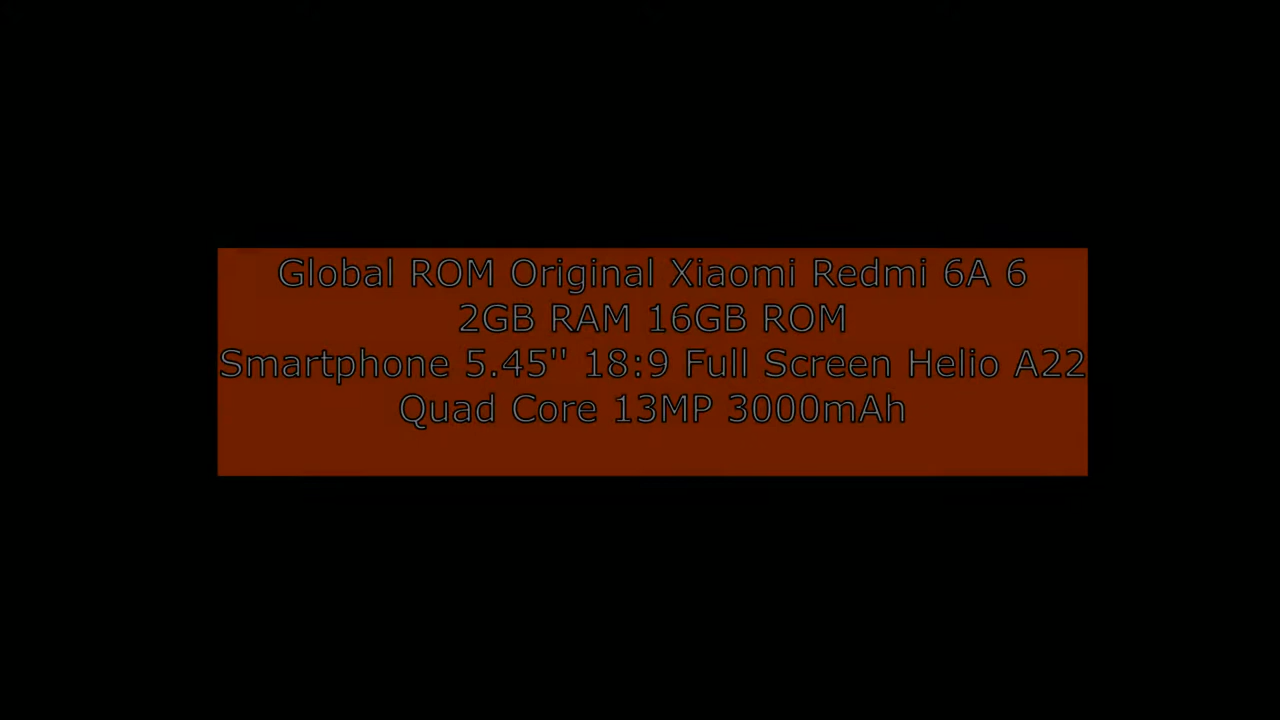 Global ROM Original Xiaomi Redmi 6A 6
2GB RAM 16GB ROM
Smartphone 5.45'' 18:9 Full Screen Helio A22
Quad Core 13MP 3000mAh